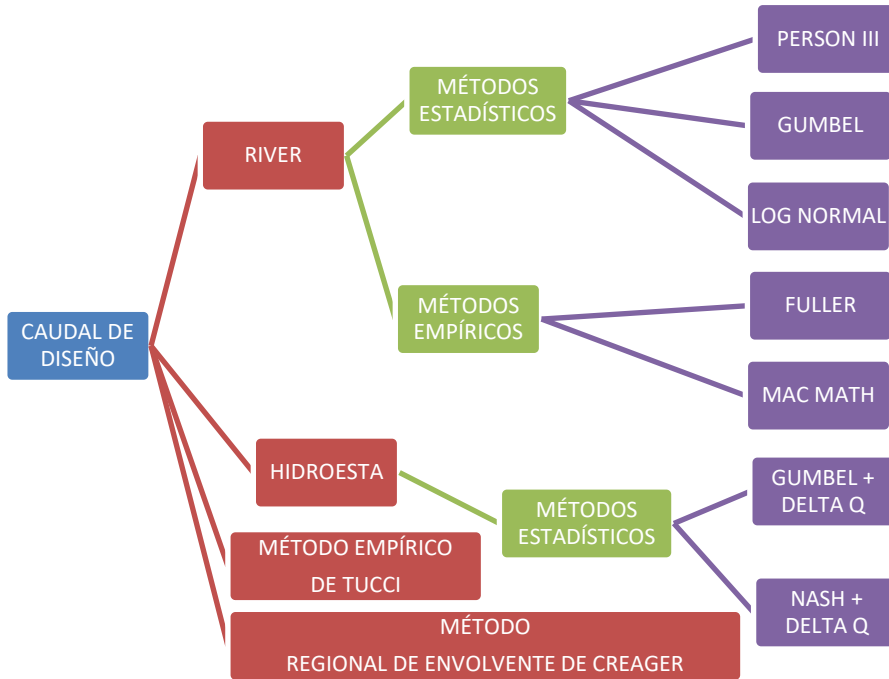 CAUDAL DE
DISEÑO
RIVER
MÉTODOS
ESTADÍSTICOS
PERSON III
GUMBEL
LOG NORMAL
MÉTODOS
EMPÍRICOS
FULLER
MAC MATH
HIDROESTA
MÉTODOS
ESTADÍSTICOS
GUMBEL +
DELTA Q
NASH +
DELTA Q
MÉTODO EMPÍRICO
DE TUCCI
MÉTODO
REGIONAL DE ENVOLVENTE DE CREAGER